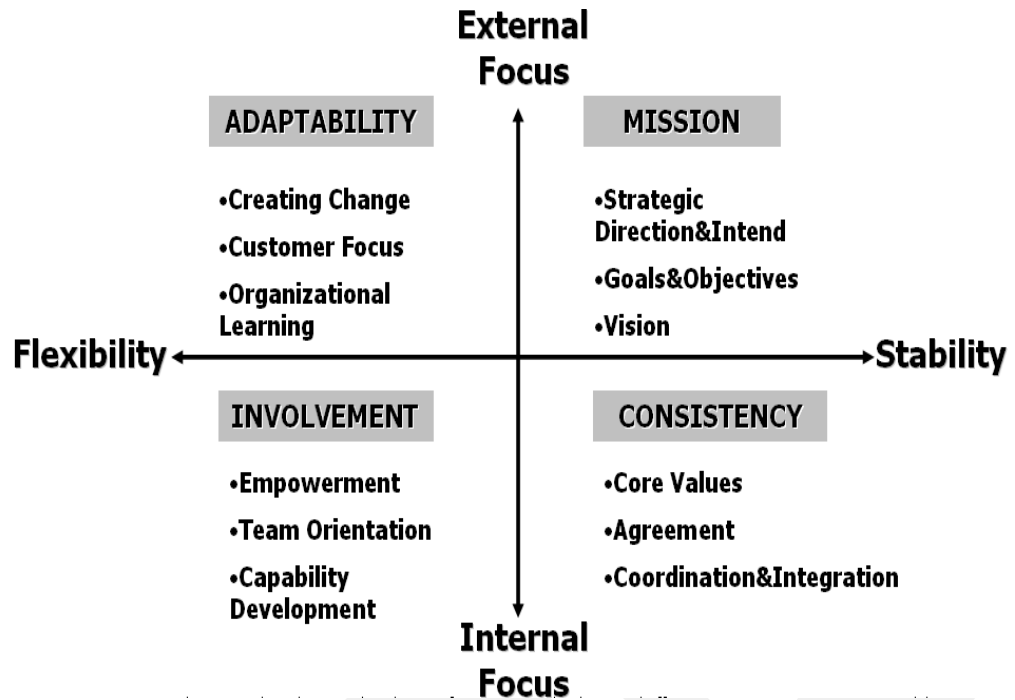 External
Focus
ADAPTABILITY
•Creating Change
•Customer Focus
•Organizational
Learning
MISSION
•Strategic
Direction&Intend
•Goals&Objectives
•Vision
Flexibility
Stability
INVOLVEMENT
•Empowerment
•Team Orientation
•Capability
Development
CONSISTENCY
•Core Values
•Agreement
•Coordination&Integration
Internal
Focus